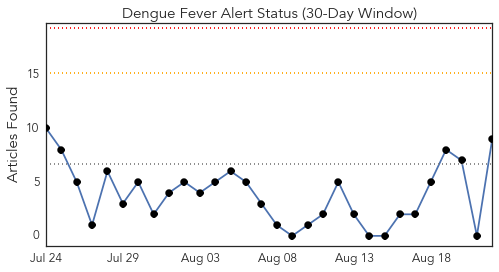 Dengue Fever Alert Status (30-Day Window)
Articles Found
15
10
5
0
Jul 24 Jul 29 Aug 03 Aug 08 Aug 13 Aug 18